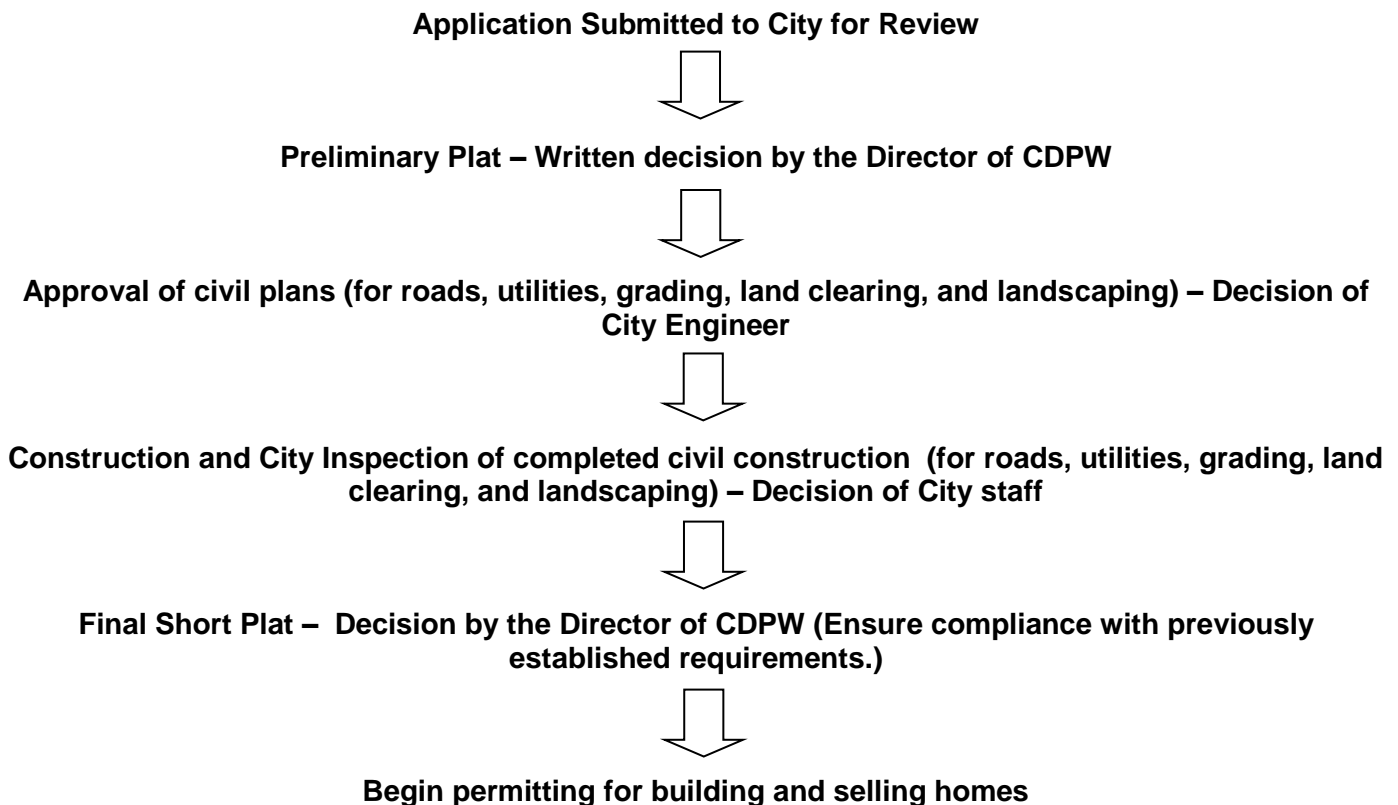 Application Submitted to City for Review
Preliminary Plat – Written decision by the Director of CDPW
Approval of civil plans (for roads, utilities, grading, land clearing, and landscaping) – Decision of
City Engineer
Construction and City Inspection of completed civil construction  (for roads, utilities, grading, land
clearing, and landscaping) – Decision of City staff
Final Short Plat –  Decision by the Director of CDPW (Ensure compliance with previously
established requirements.)
Begin permitting for building and selling homes